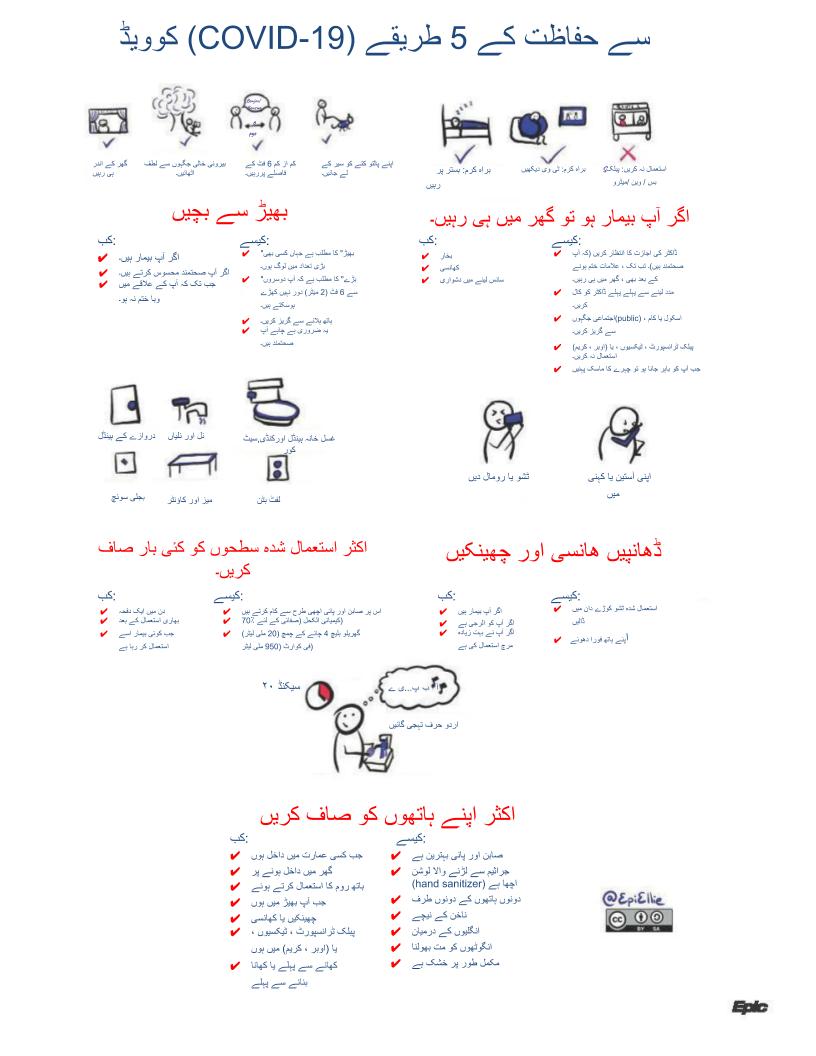 سے حفاظت کے 5 طریقے (COVID-19) کوویڈ
براہ کرم: بستر پر
رہیں
براہ کرم: ٹی وی دیکھیں
استعمال نہ کریں: پبلک
بس / وین /میٹرو
اگر آپ بیمار ہو تو گھر میں ہی رہیں۔
کیسے:
ڈاکٹر کی اجازت کا انتظار کریں (کہ آپ
صحتمند ہیں)، تب تک ، علامات ختم ہونے
کے بعد بھی ، گھر میں ہی رہیں۔
مدد لینے سے پہلے پہلے ڈاکٹر کو کال
کریں۔
اسکول یا کام ، (public)اجتماعی جگہوں
سے گریز کریں۔
پبلک ٹرانسپورٹ ، ٹیکسیوں ، یا (اوبر ، کریم)
استعمال نہ کریں۔
جب آپ کو باہر جانا ہو تو چہرے کا ماسک پہنیں
کب:
بخار
کھانسی
سانس لینے میں دشواری
گھر کے اندر
ہی رہیں
بیرونی خالی جگہوں سے لطف
اٹھائیں۔
کم از کم 6 فٹ کے
فاصلے پررہیں۔
اپنے پالتو کتے کو سیر کے
لے جائیں۔
بھیڑ سے بچیں
کیسے:
بھیڑ" کا مطلب ہے جہاں کسی بھی"
بڑی تعداد میں لوگ ہوں۔
بڑے" کا مطلب ہے کہ آپ دوسروں"
سے 6 فٹ (2 میٹر) دور نہیں کھڑے
ہوسکتے ہیں۔
ہاتھ ہلانے سے گریز کریں۔
یہ ضروری ہے چاہے آپ
صحتمند ہیں۔
کب:
اگر آپ بیمار ہیں۔
اگر آپ صحتمند محسوس کرتے ہیں۔
جب تک کہ آپ کے علاقے میں
وبا ختم نہ ہو۔
اپنی آستین یا کہنی
میں
ٹشو یا رومال دیں
ڈھانپیں ھانسی اور چھینکیں
کیسے:
استعمال شدہ ٹشو کوڑے دان میں
ڈالیں
اپنے ہاتھ فورا دھوئے
کب:
اگر آپ بیمار ہیں
اگر آپ کو الرجی ہے
اگر آپ نے بہت زیادہ
مرچ استعمال کی ہے
دروازے کے ہینڈل
نل اور نلیاں
غسل خانہ ہینڈل اورکنڈی,سیٹ
کور
بجلی سونچ
میز اور کاؤنٹر
لفٹ بٹن
اکثر استعمال شدہ سطحوں کو کئی بار صاف
کریں۔
کیسے:
اس پر صابن اور پانی اچھی طرح سے کام کرتے ہیں
(کیمیائی الکحل (صفائی کے لئے ٪70
گھریلو بلیچ 4 چائے کے چمچ (20 ملی لیٹر)
(فی کوارٹ (950 ملی لیٹر
کب:
دن میں ایک دفعہ
بھاری استعمال کے بعد
جب کوئی بیمار اسے
استعمال کر رہا ہے
سیکنڈ ۲۰
ا ب پ...ی ے
اردو حرف تہجی گائیں
اکثر اپنے ہاتھوں کو صاف کریں
کیسے:
صابن اور پانی بہترین ہے
جراثیم سے لڑنے والا لوشن
اچھا ہے (hand sanitizer)
دونوں ہاتھوں کے دونوں طرف
ناخن کے نیچے
انگلیوں کے درمیان
انگوٹھوں کو مت بھولنا
مکمل طور پر خشک ہے
کب:
جب کسی عمارت میں داخل ہوں
گھر میں داخل ہونے پر
باتھ روم کا استعمال کرتے ہوئے
جب آپ بھیڑ میں ہوں
چھینکیں یا کھانسی
پبلک ٹرانسپورٹ ، ٹیکسیوں ،
یا (اوبر ، کریم) میں ہوں
کھانے سے پہلے یا کھانا
بنانے سے پہلے
@EpiEllie
CC BY SA
Epic